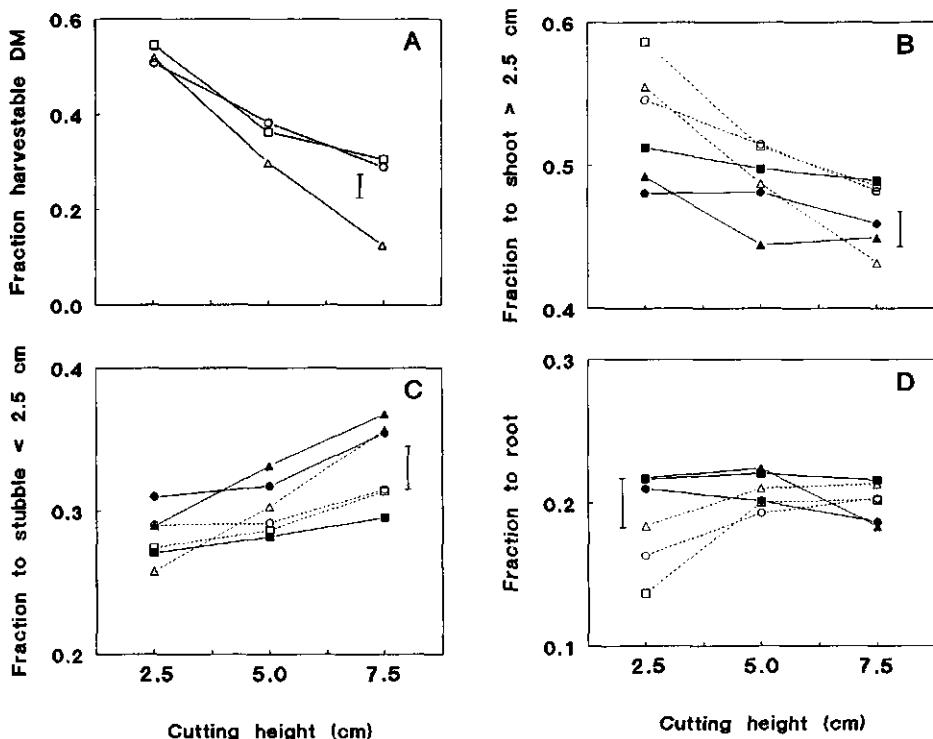 Fraction harvestable DM
0.6
0.4
0.2
0.0
A
Fraction to shoot > 2.5 cm
0.6
0.5
0.4
B
Fraction to stubble < 2.5 cm
0.4
0.3
0.2
C
2.5 5.0 7.5
Cutting height (cm)
Fraction to root
0.3
0.2
0.1
D
2.5 5.0 7.5
Cutting height (cm)